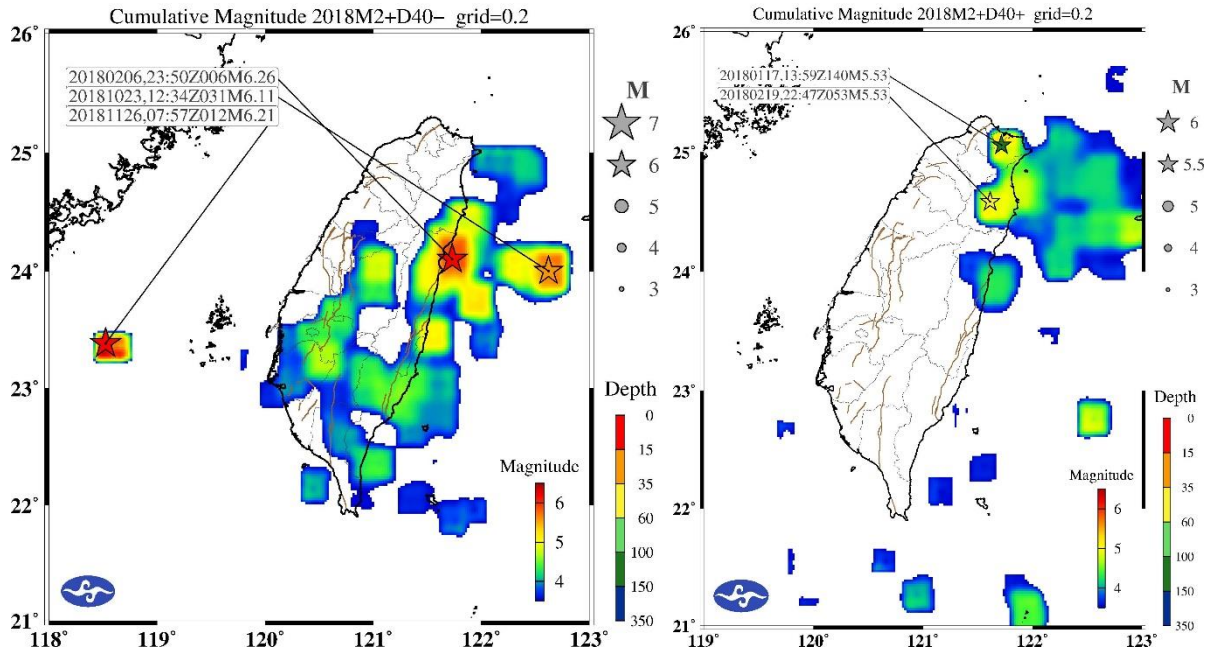 Cumulative Magnitude 2018M2+D40− grid=0.2
26°
25°
24°
23°
22°
21°
118° 119° 120° 121° 122° 123°
20180206,23:50Z006M6.26
20181023,12:34Z031M6.11
20181126,07:57Z012M6.21
M
7
6
5
4
3
Depth
0
15
35
60
100
150
350
Magnitude
6
5
4
Cumulative Magnitude 2018M2+D40+ grid=0.2
26°
25°
24°
23°
22°
21°
119° 120° 121° 122° 123°
20180117,13:59Z140M5.53
20180219,22:47Z053M5.53
M
6
5.5
5
4
3
Depth
0
15
35
60
100
150
350
Magnitude
6
5
4